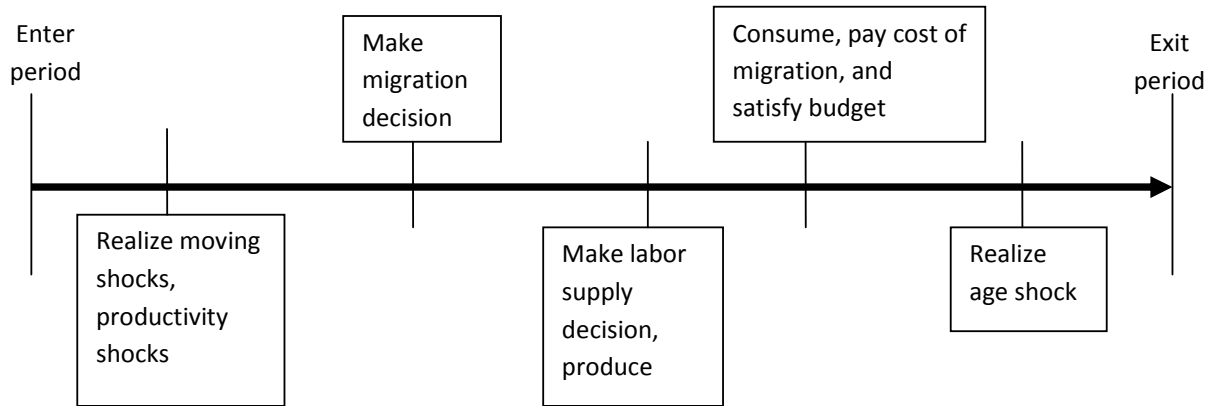 Enter
period
Realize moving
shocks,
productivity
shocks
Make
migration
decision
Make labor
supply
decision,
produce
Consume, pay cost of
migration, and
satisfy budget
Realize
age shock
Exit
period